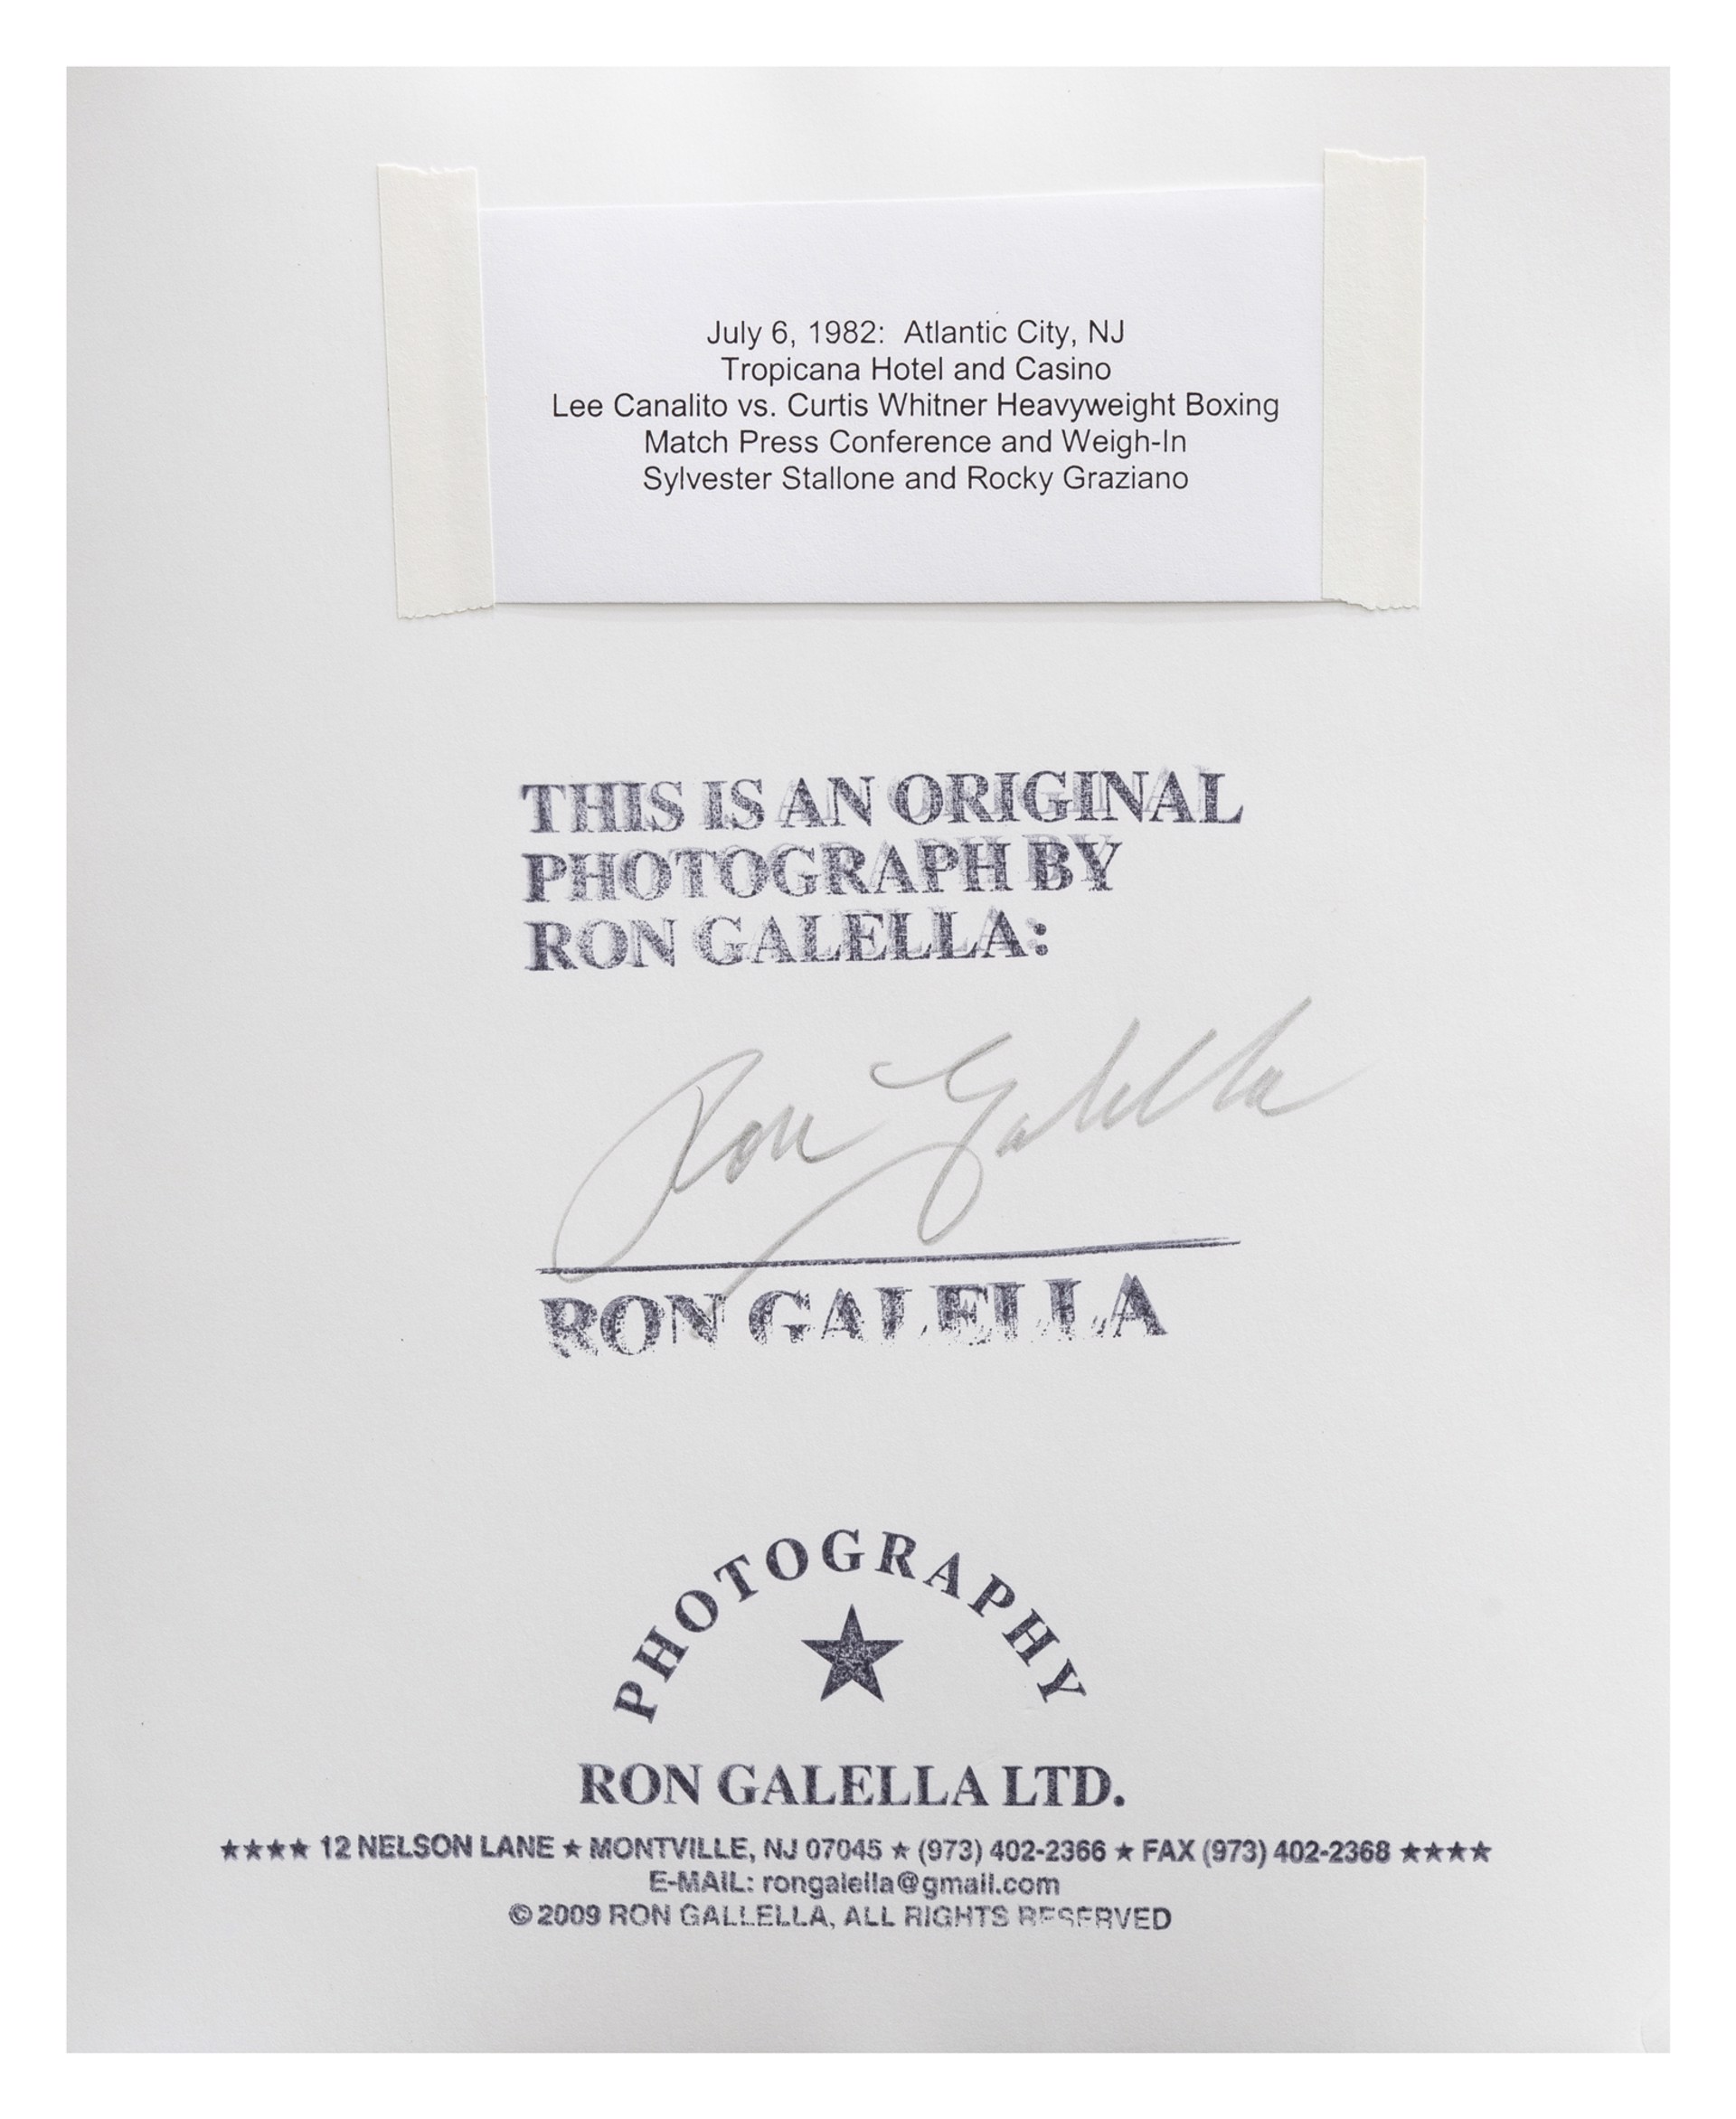 July 6, 1982: Atlantic City, NJ
Tropicana Hotel and Casino
Lee Canalito vs. Curtis Whitner Heavyweight Boxing
Match Press Conference and Weigh-In
Sylvester Stallone and Rocky Graziano
THIS IS AN ORIGINAL
PHOTOGRAPH BY
RON GALELLA:
Ron Galella
RON GALELLA
PHOTOGRAPHY
★
RON GALELLA LTD.
★★★★ 12 NELSON LANE ★ MONTVILLE, NJ 07045 ★ (973) 402-2366 ★ FAX (973) 402-2368 ★★★★
E-MAIL: rongalella@gmail.com
© 2009 RON GALLELLA, ALL RIGHTS RESERVED